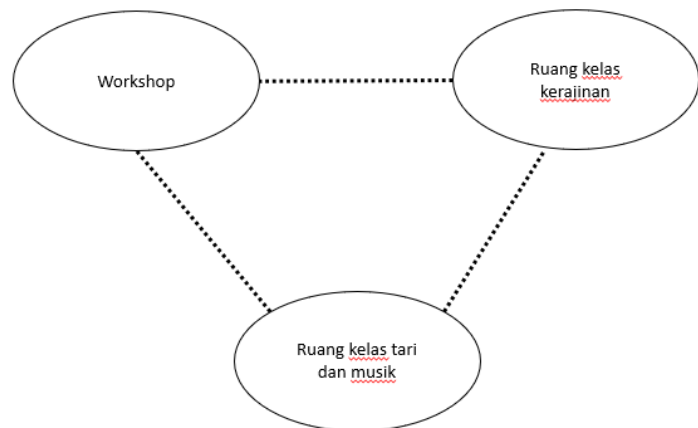 Workshop
Ruang kelas
kerajinan
Ruang kelas tari
dan musik